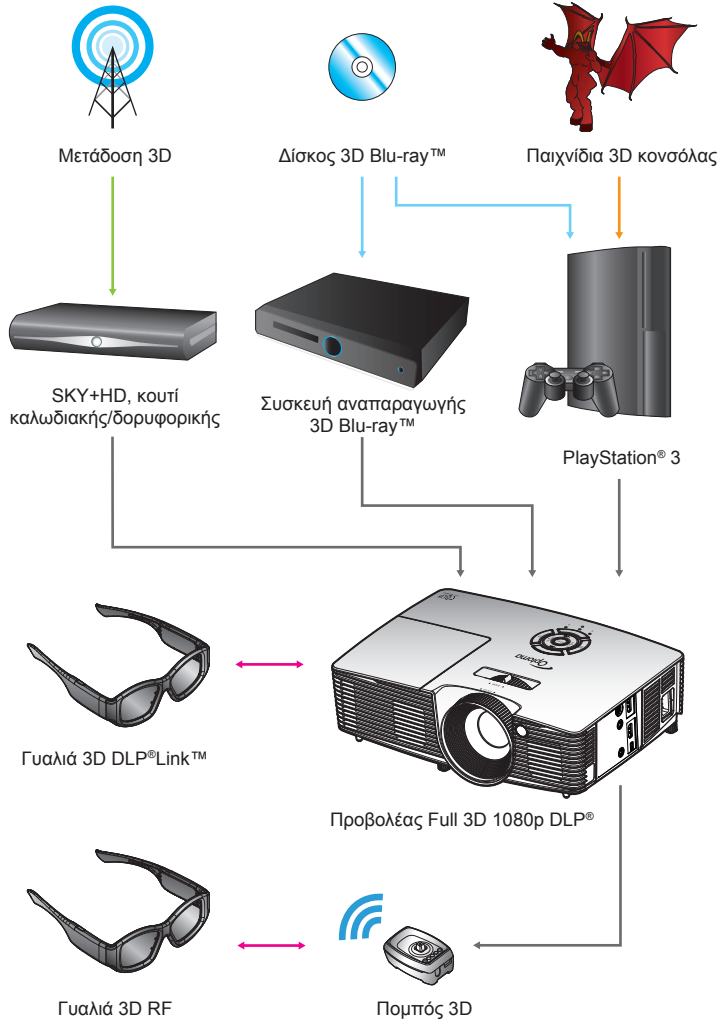 Μετάδοση 3D
Δίσκος 3D Blu-ray™
Παιχνίδια 3D κονσόλας
SKY+HD, κουτί
καλωδιακής/δορυφορικής
Συσκευή αναπαραγωγής
3D Blu-ray™
PlayStation® 3
Optoma
Γυαλιά 3D DLP®Link™
Προβολέας Full 3D 1080p DLP®
Γυαλιά 3D RF
Πομπός 3D